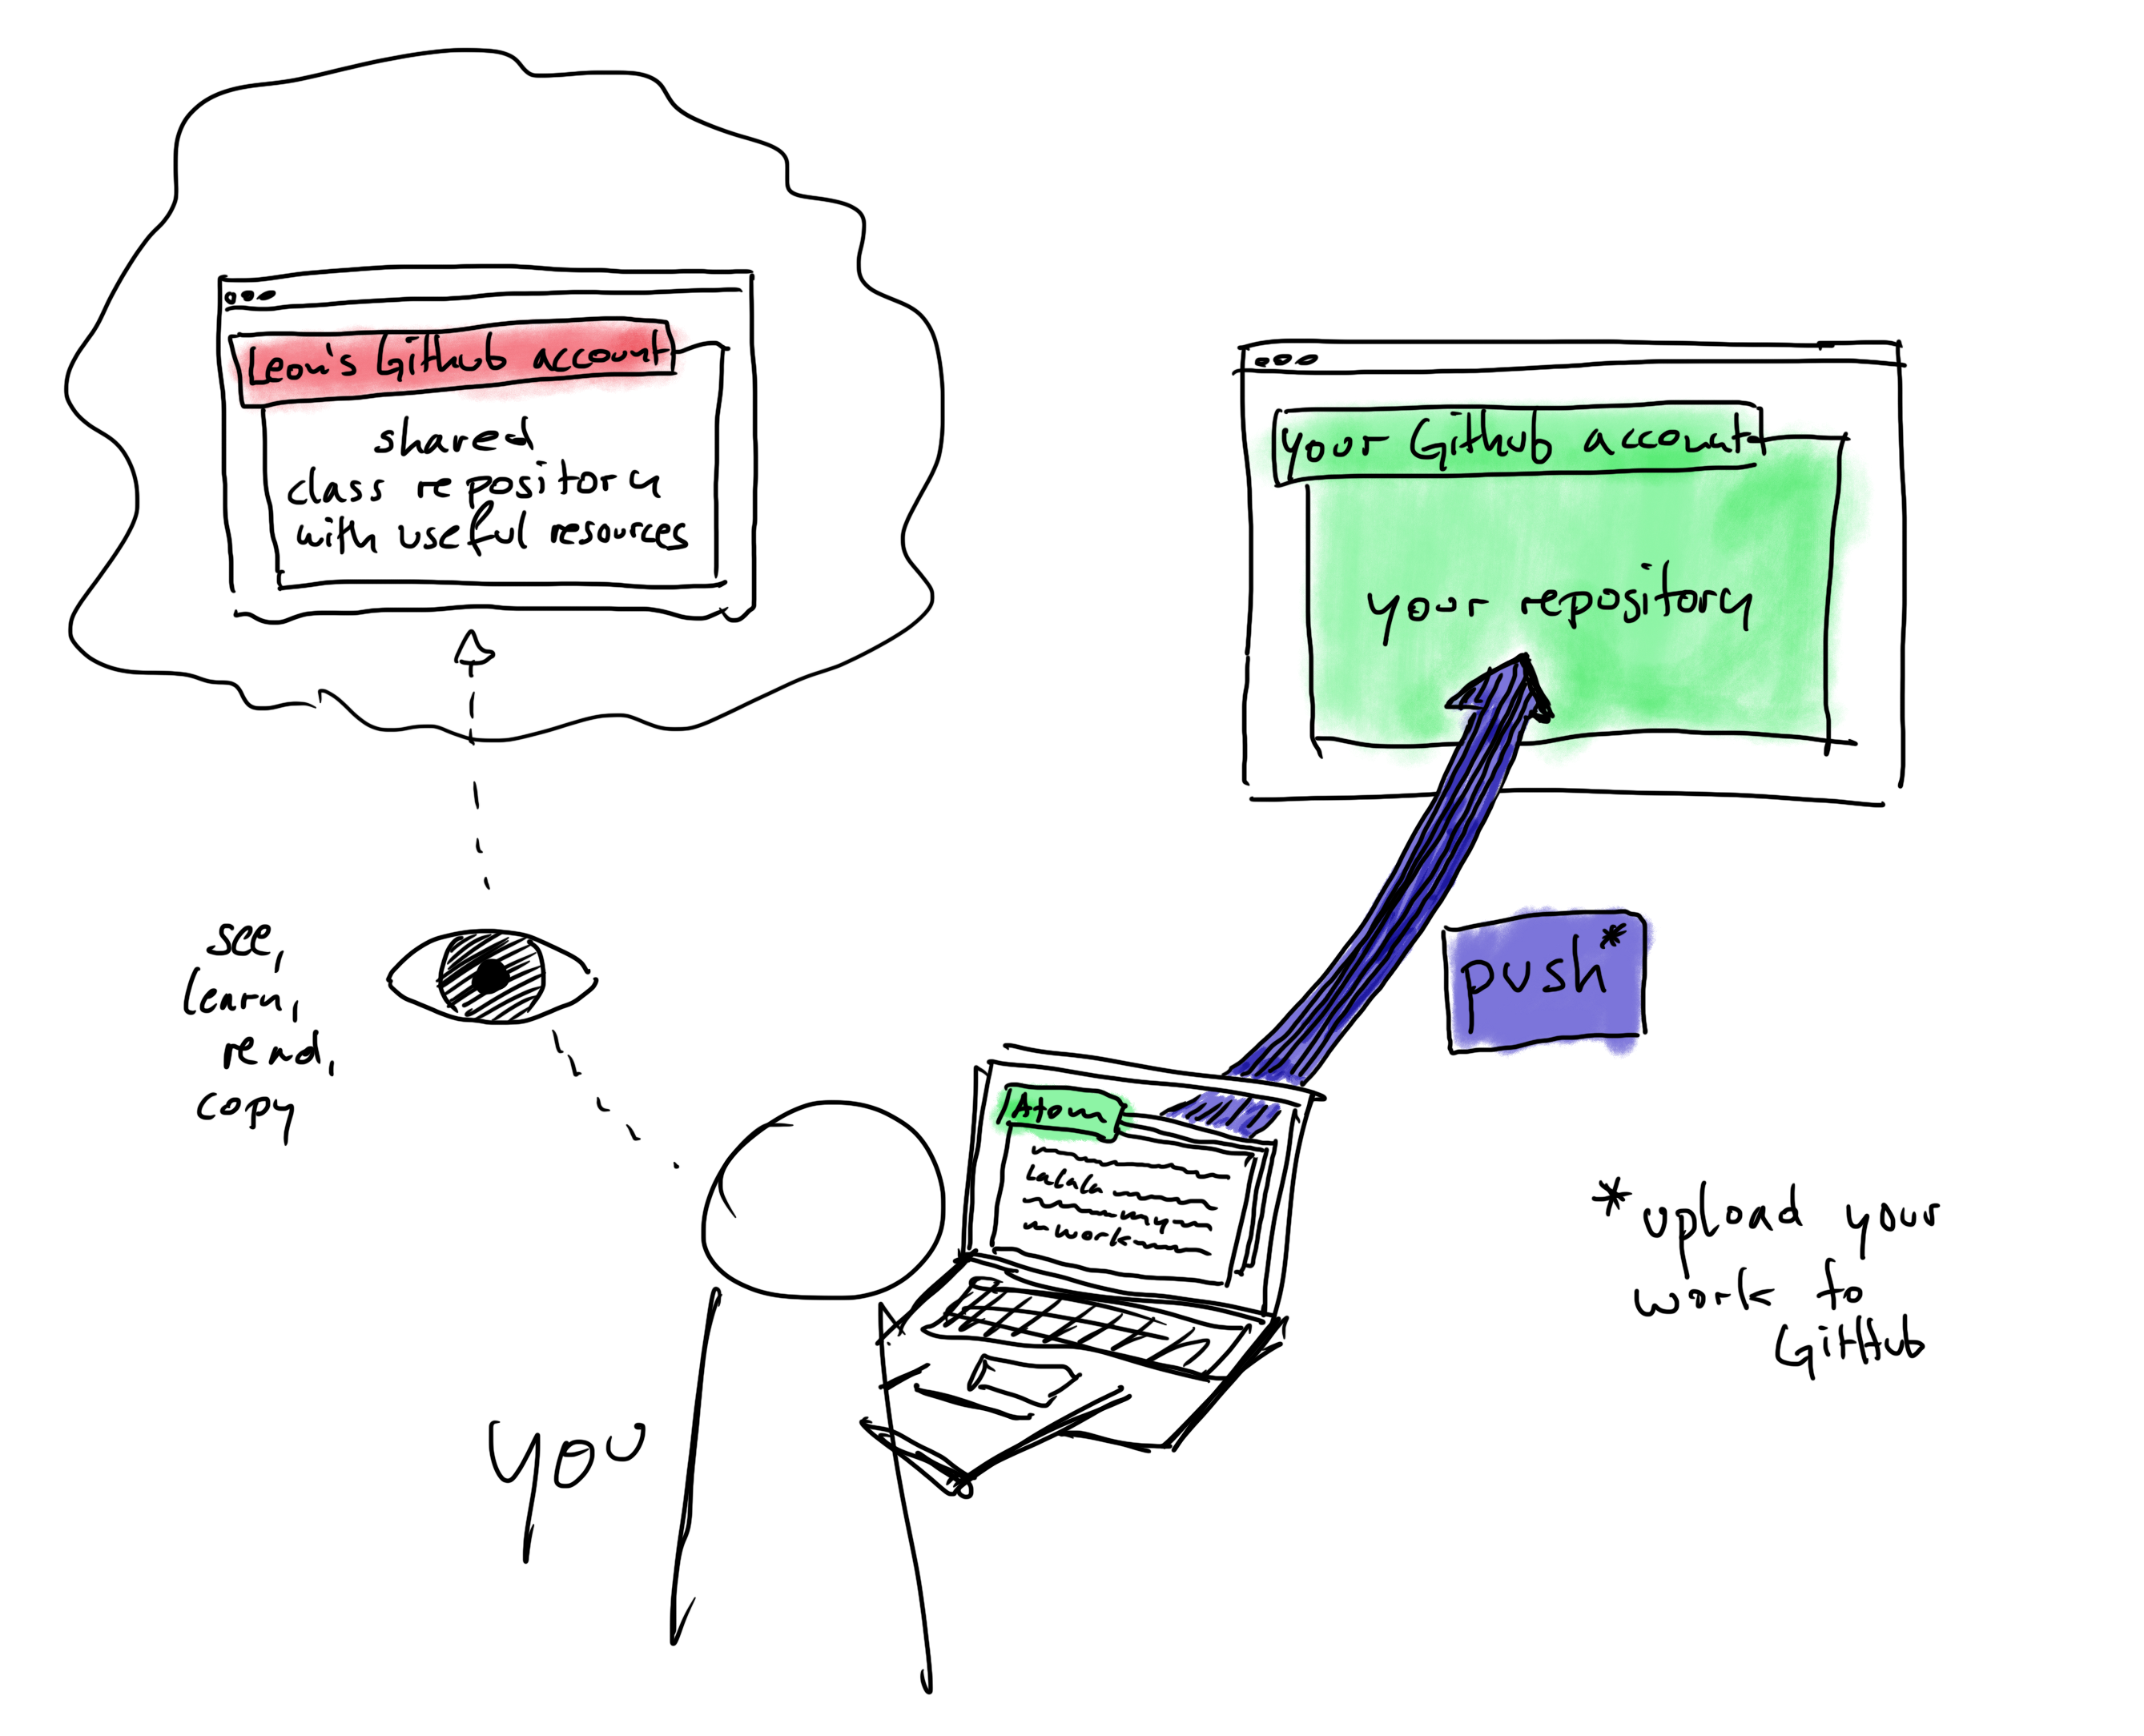 Leon's Github account
shared
class repository
with useful resources
your Github account
your repository
see,
learn,
read,
copy
push*
Atom
Lalala
my
work
*upload your
work to
GitHub
you